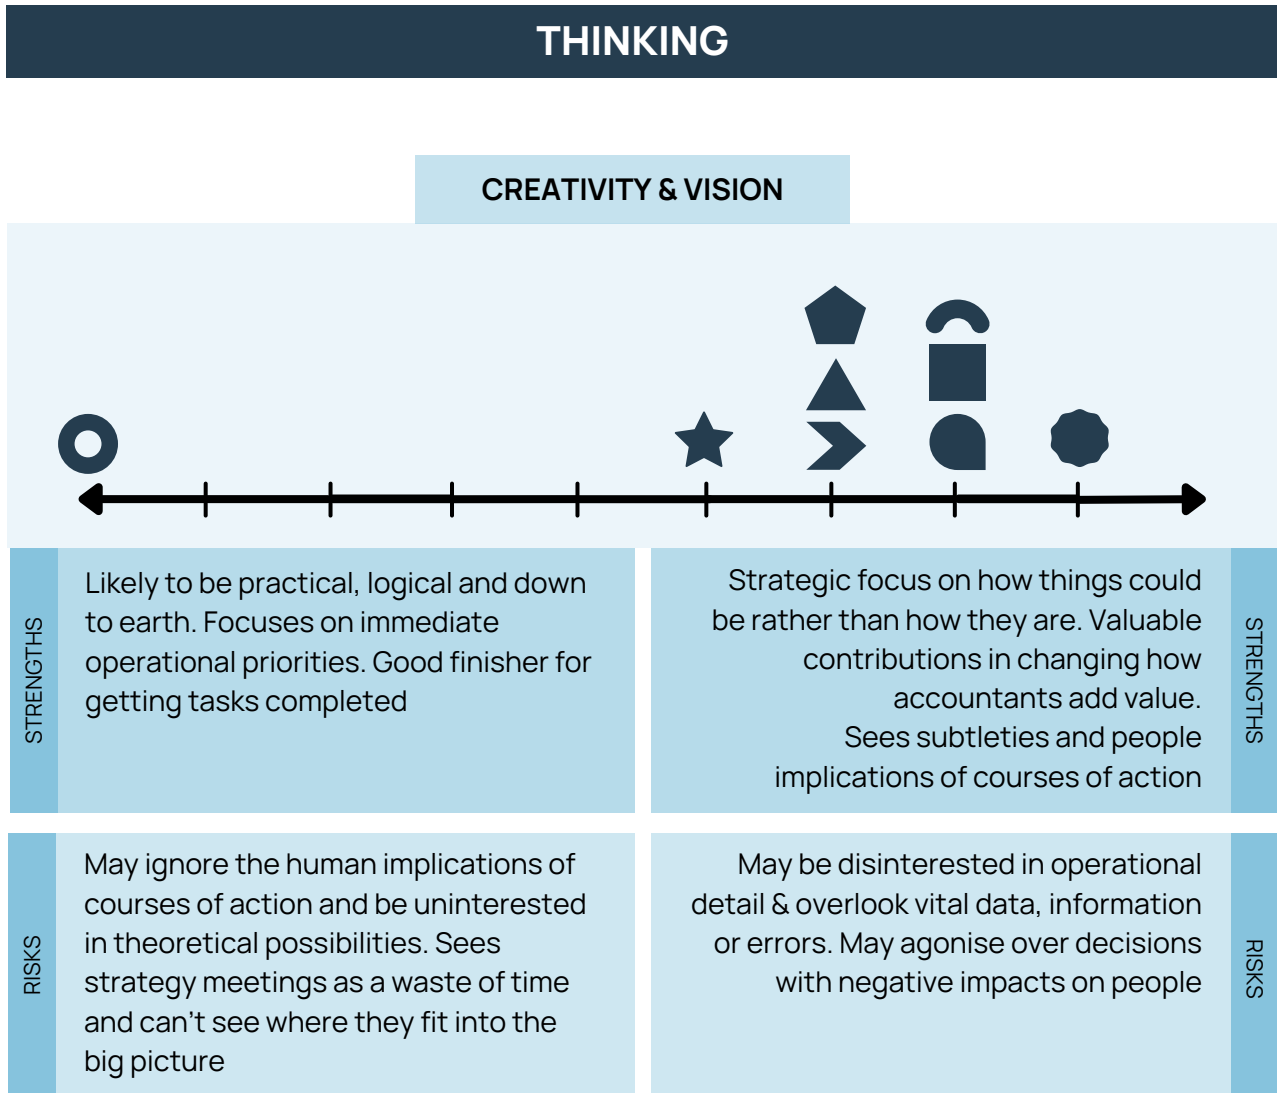 THINKING
CREATIVITY & VISION
STRENGTHS
Likely to be practical, logical and down
to earth. Focuses on immediate
operational priorities. Good finisher for
getting tasks completed
Strategic focus on how things could
be rather than how they are. Valuable
contributions in changing how
accountants add value.
Sees subtleties and people
implications of courses of action
STRENGTHS
RISKS
May ignore the human implications of
courses of action and be uninterested
in theoretical possibilities. Sees
strategy meetings as a waste of time
and can't see where they fit into the
big picture
May be disinterested in operational
detail & overlook vital data, information
or errors. May agonise over decisions
with negative impacts on people
RISKS